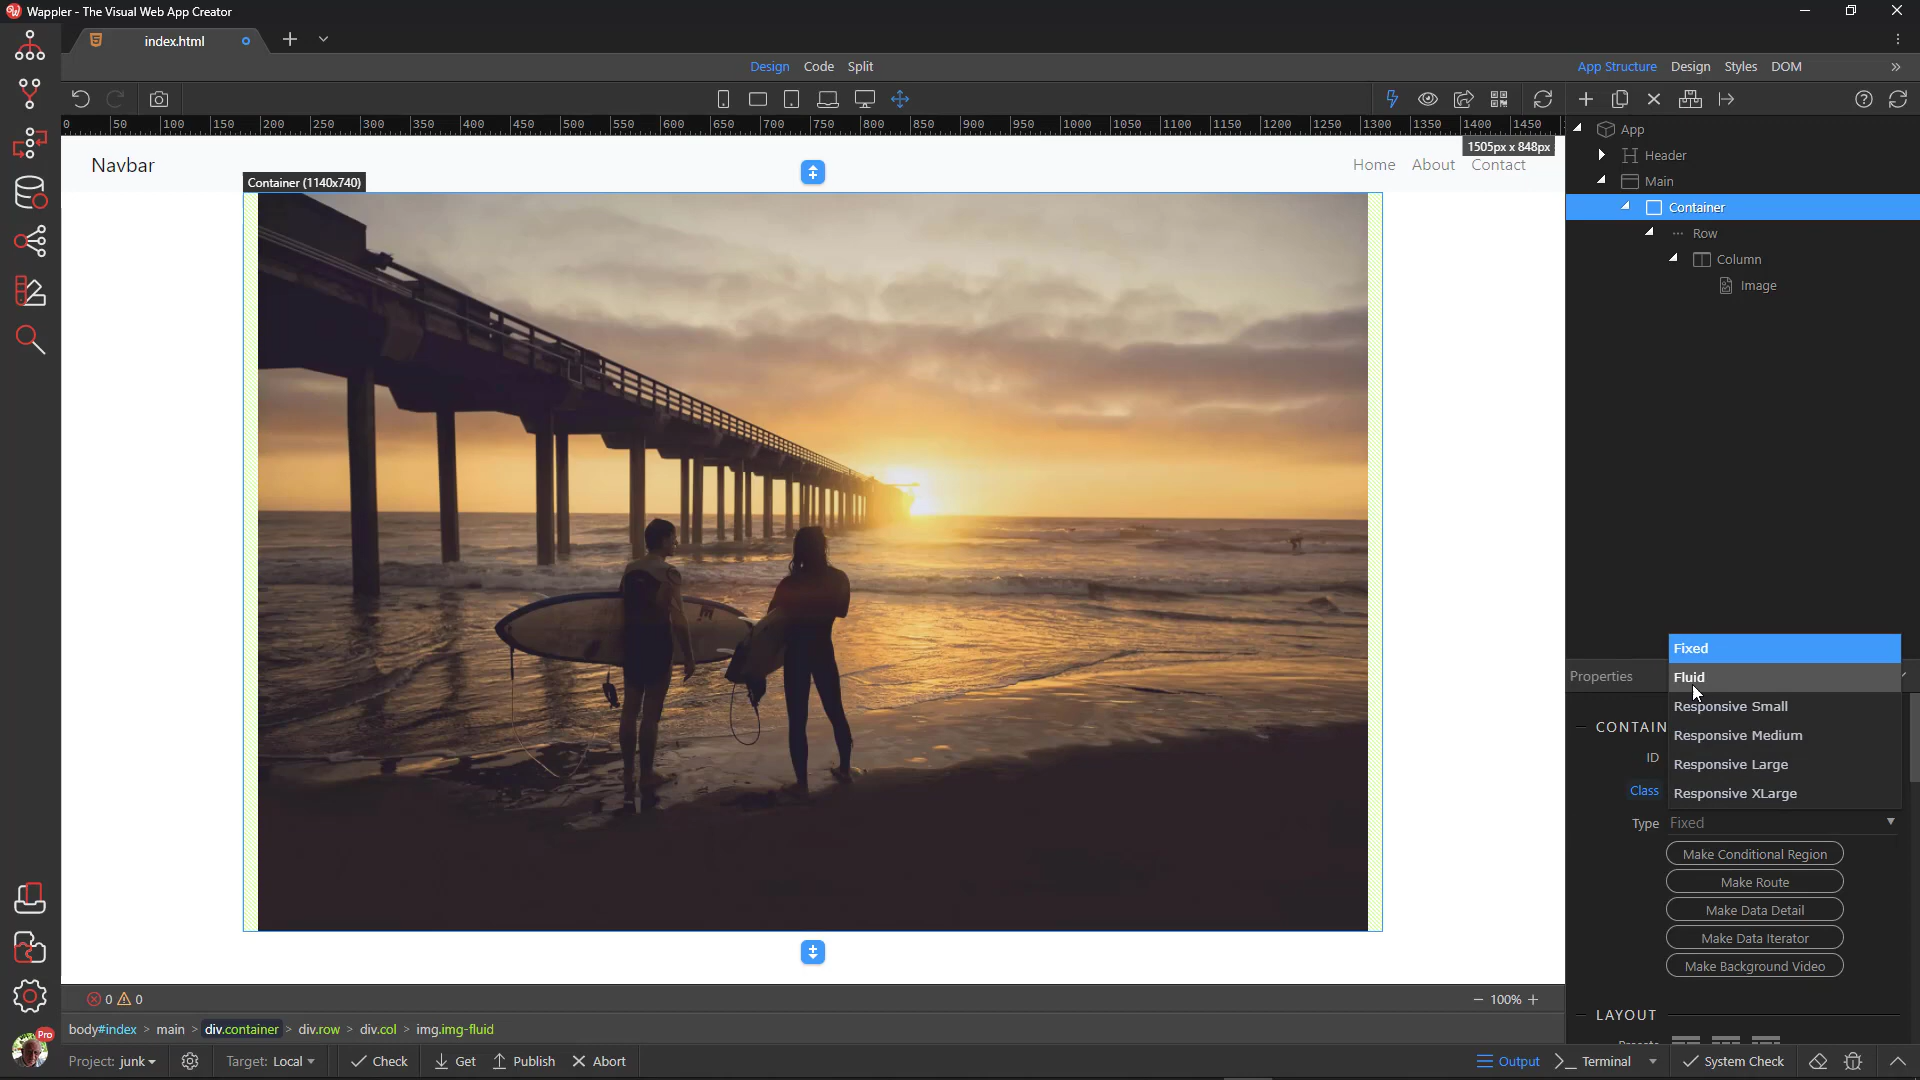 Wappler - The Visual Web App Creator
index.html
Design Code Split
App Structure Design Styles DOM
0 50 100 150 200 250 300 350 400 450 500 550 600 650 700 750 800 850 900 950 1000 1050 1100 1150 1200 1250 1300 1350 1400 1450
1505px x 848px
Navbar
Home About Contact
Container (1140x740)
App
Header
Main
Container
Row
Column
Image
Properties
Fixed
Fluid
Responsive Small
Responsive Medium
Responsive Large
Responsive XLarge
CONTAIN
ID
Class
Type Fixed
Make Conditional Region
Make Route
Make Data Detail
Make Data Iterator
Make Background Video
LAYOUT
0 0
100%
body#index > main > div.container > div.row > div.col > img.img-fluid
Pro
Project: junk
Target: Local
Check
Get
Publish
Abort
Output
Terminal
System Check